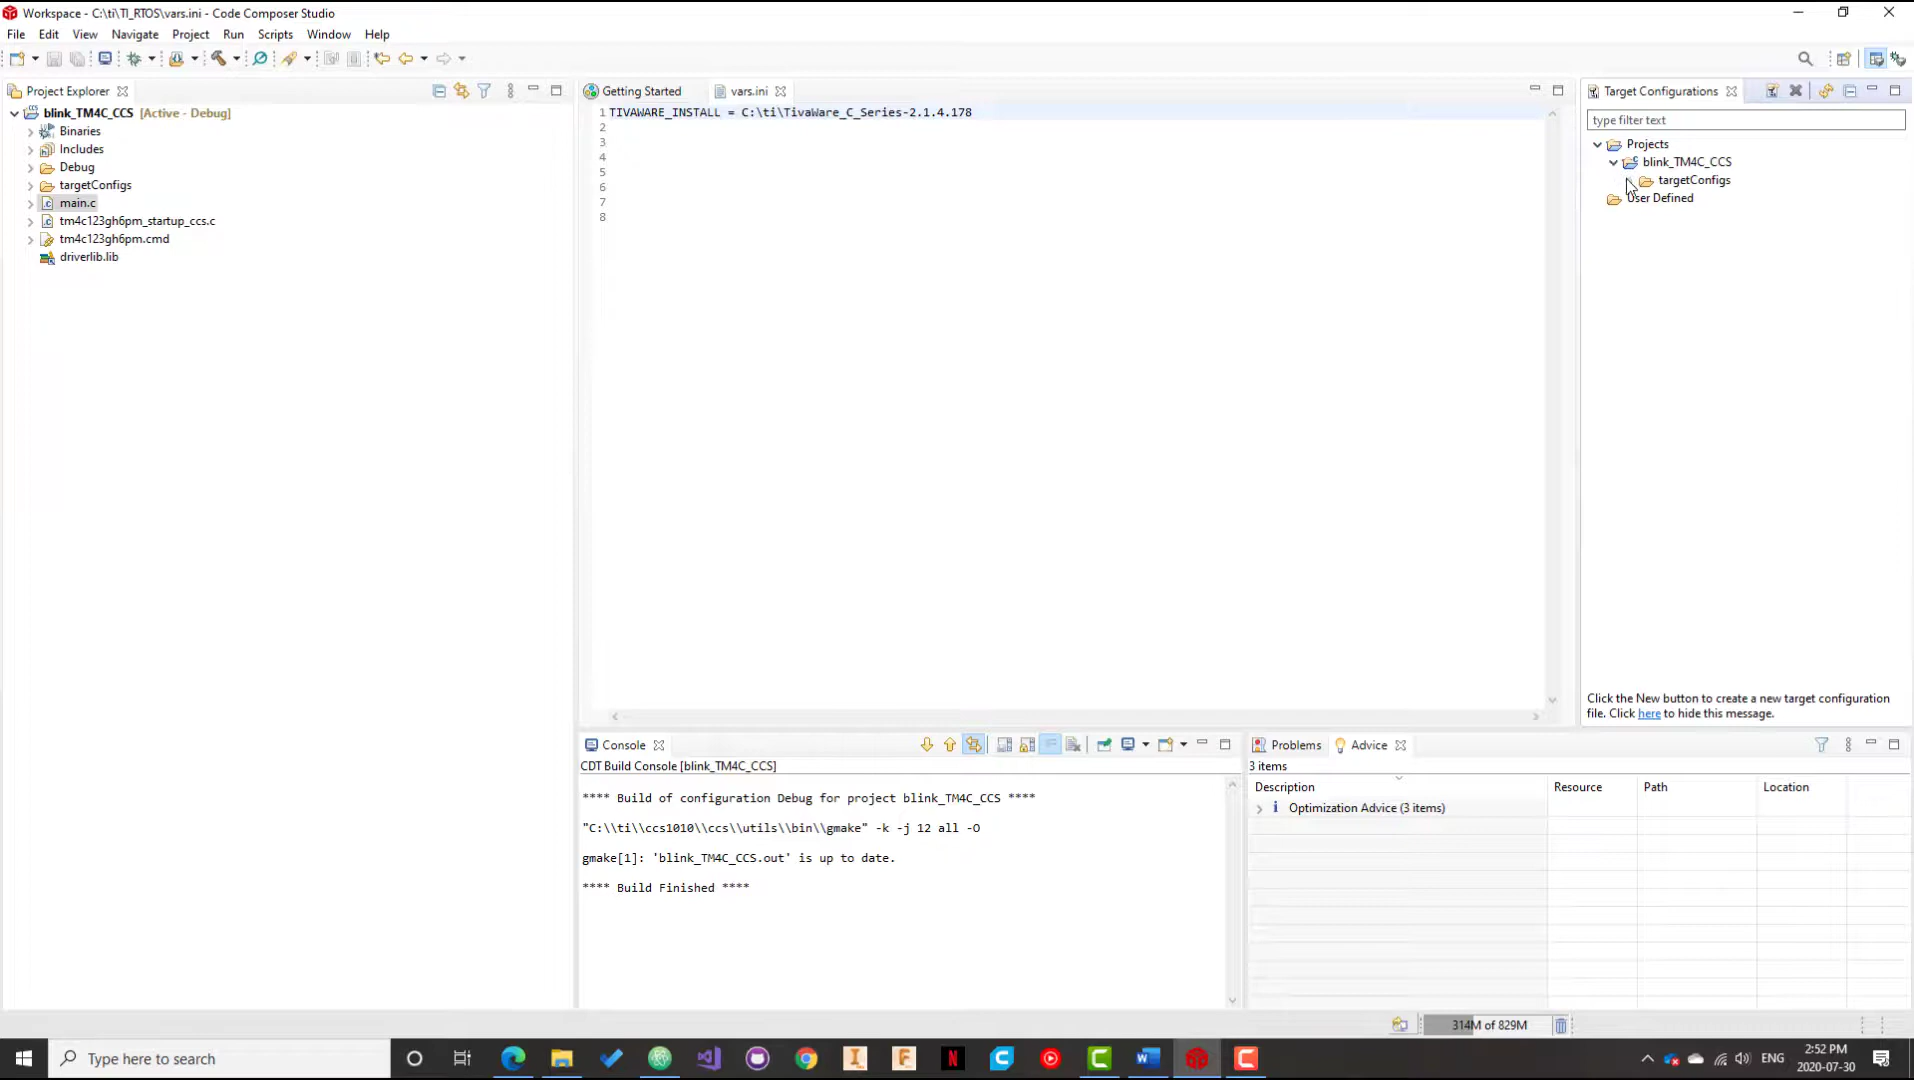 Workspace - C:\ti\TI_RTOS\vars.ini - Code Composer Studio
File Edit View Navigate Project Run Scripts Window Help
Project Explorer
blink_TM4C_CCS [Active - Debug]
Binaries
Includes
Debug
targetConfigs
main.c
tm4c123gh6pm_startup_ccs.c
tm4c123gh6pm.cmd
driverlib.lib
Getting Started
vars.ini
1 TIVAWARE_INSTALL = C:\ti\TivaWare_C_Series-2.1.4.178
2
3
4
5
6
7
8
Target Configurations
type filter text
Projects
blink_TM4C_CCS
targetConfigs
User Defined
Click the New button to create a new target configuration
file. Click here to hide this message.
Console
CDT Build Console [blink_TM4C_CCS]
**** Build of configuration Debug for project blink_TM4C_CCS ****
"C:\\ti\\ccs1010\\ccs\\utils\\bin\\gmake" -k -j 12 all -O
gmake[1]: 'blink_TM4C_CCS.out' is up to date.
**** Build Finished ****
Problems Advice
3 items
Description Resource Path Location
Optimization Advice (3 items)
314M of 829M
Type here to search
ENG
2:52 PM
2020-07-30